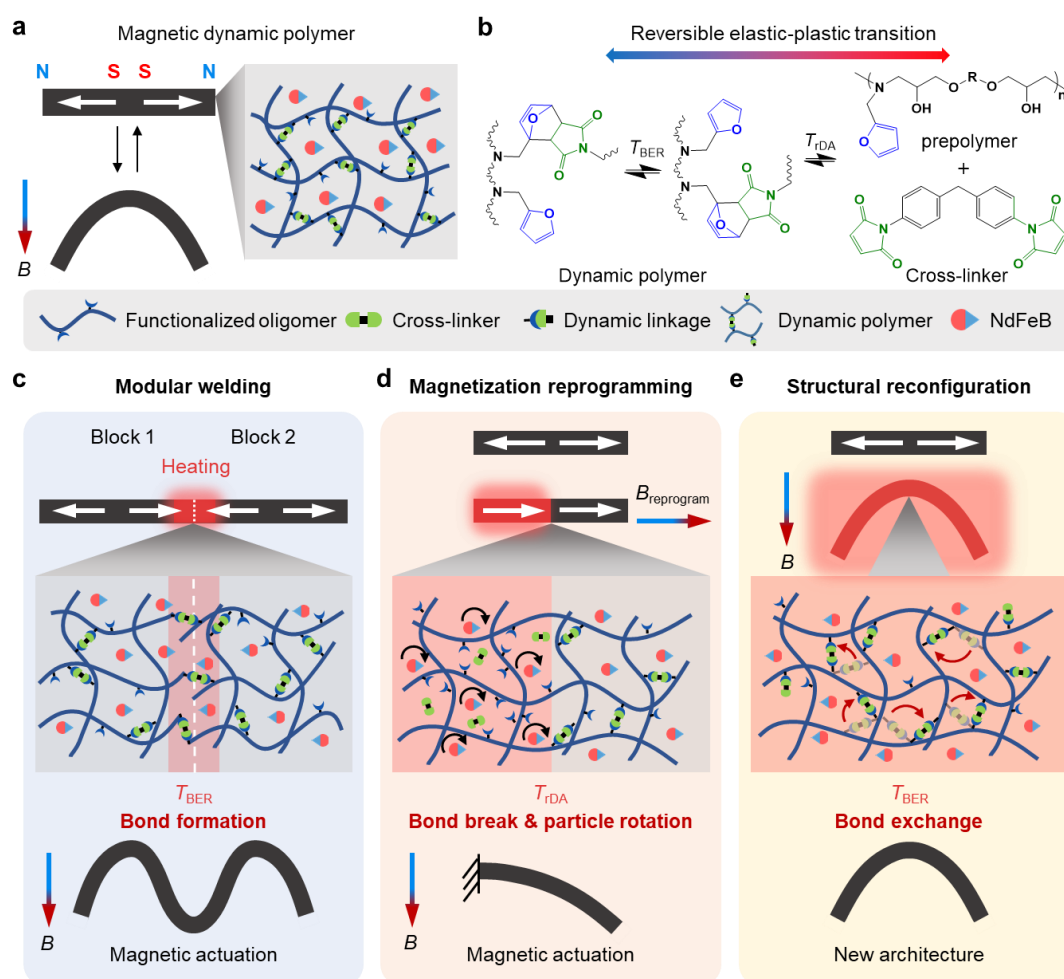 a
Magnetic dynamic polymer
N S S N
B
b
Reversible elastic-plastic transition
O
O
N
O
N
N
O
T_BER
N
O
N
O
N
O
O
T_rDA
N
OH
O R O
OH
n
O
prepolymer
+
O
N
O
O
N
O
Dynamic polymer
Cross-linker
Functionalized oligomer
Cross-linker
Dynamic linkage
Dynamic polymer
NdFeB
c
Modular welding
Block 1
Block 2
Heating
T_BER
Bond formation
B
Magnetic actuation
d
Magnetization reprogramming
B_reprogram
T_rDA
Bond break & particle rotation
B
Magnetic actuation
e
Structural reconfiguration
B
T_BER
Bond exchange
New architecture